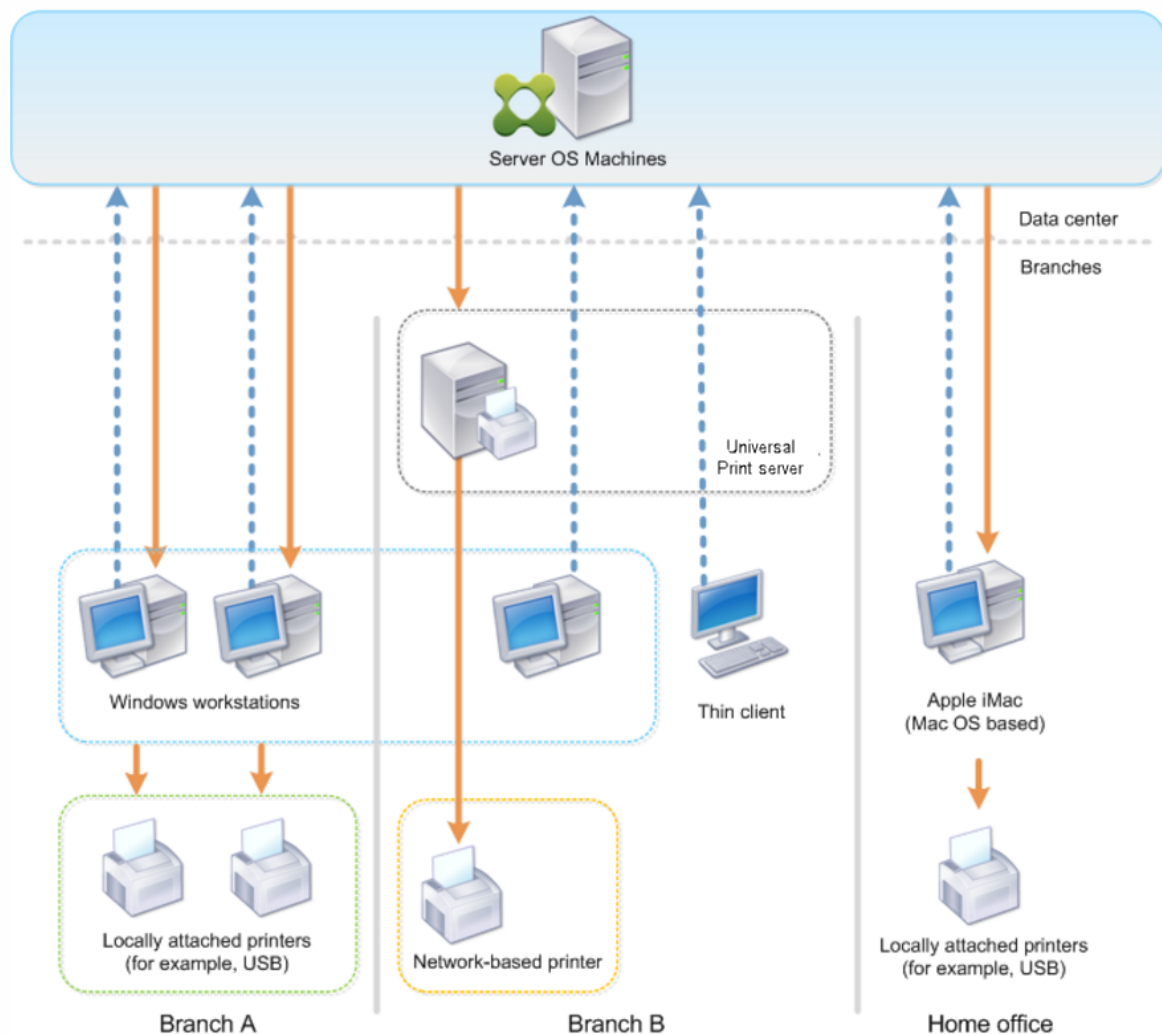 Server OS Machines
Data center
Branches
Universal
Print server
Windows workstations
Thin client
Apple iMac
(Mac OS based)
Locally attached printers
(for example, USB)
Network-based printer
Locally attached printers
(for example, USB)
Branch A
Branch B
Home office